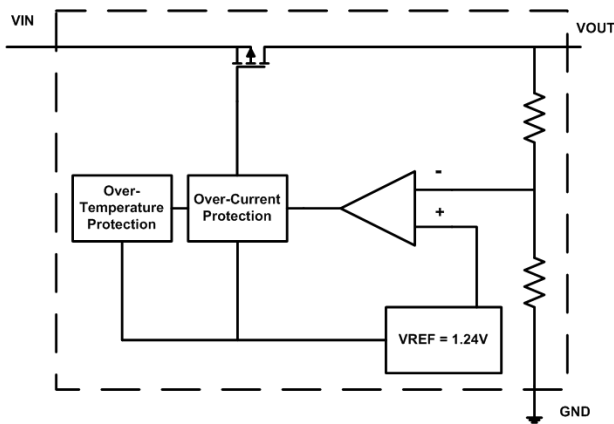 VIN
VOUT
Over-
Temperature
Protection
Over-Current
Protection
-
+
VREF = 1.24V
GND